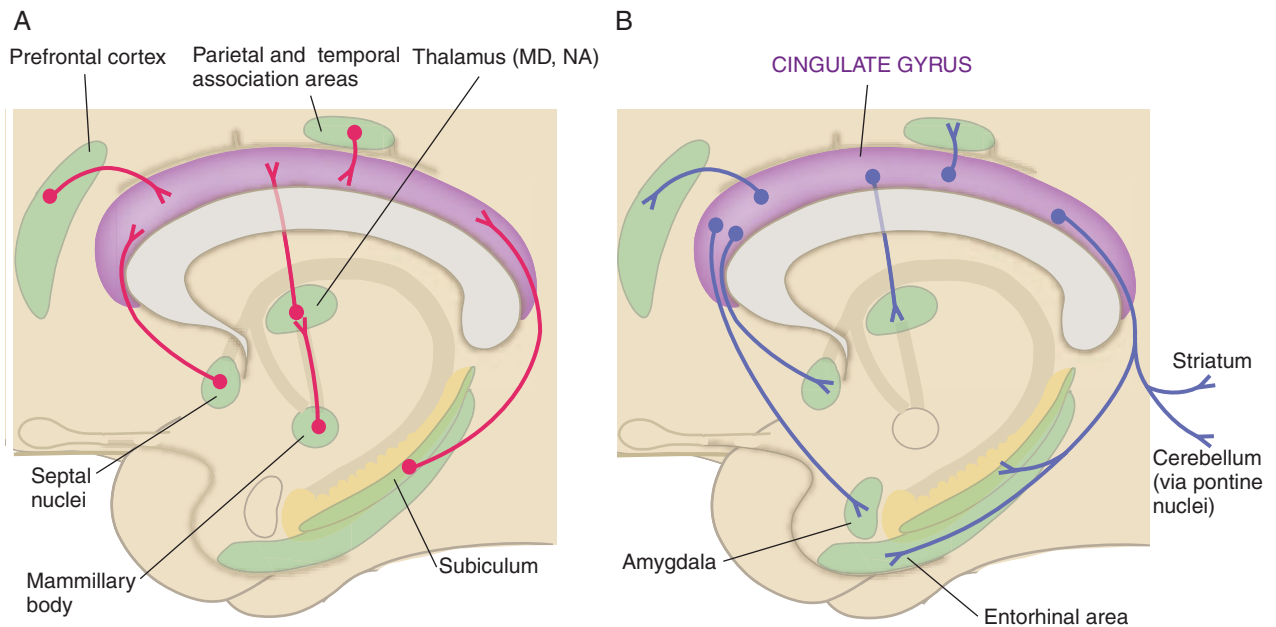 A
Prefrontal cortex
Parietal and temporal
association areas
Thalamus (MD, NA)
Septal
nuclei
Mammillary
body
Subiculum
B
CINGULATE GYRUS
Striatum
Cerebellum
(via pontine
nuclei)
Amygdala
Entorhinal area